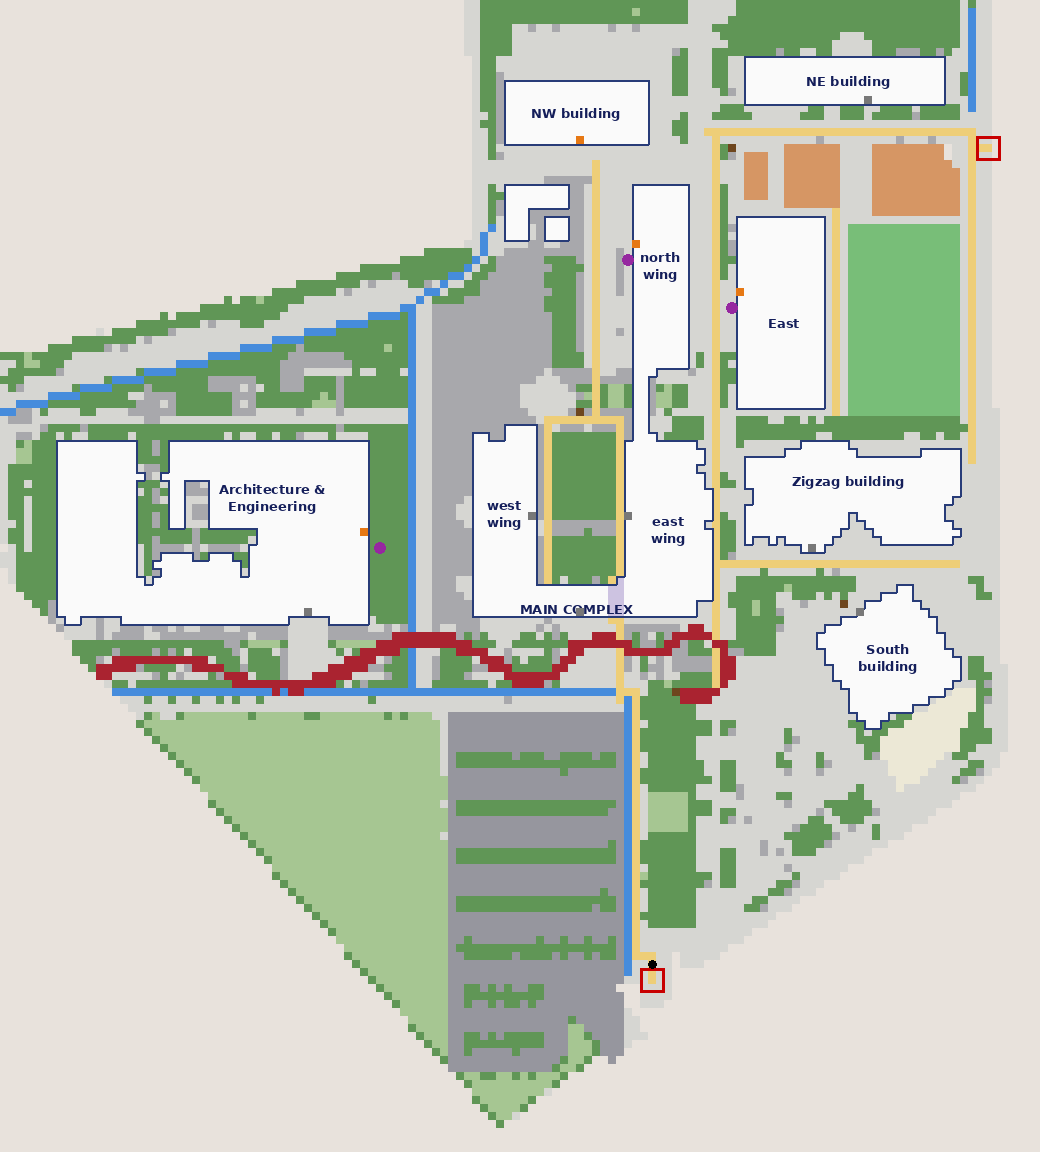 NE building
NW building
north
wing
East
Architecture &
Engineering
west
wing
east
wing
Zigzag building
MAIN COMPLEX
South
building